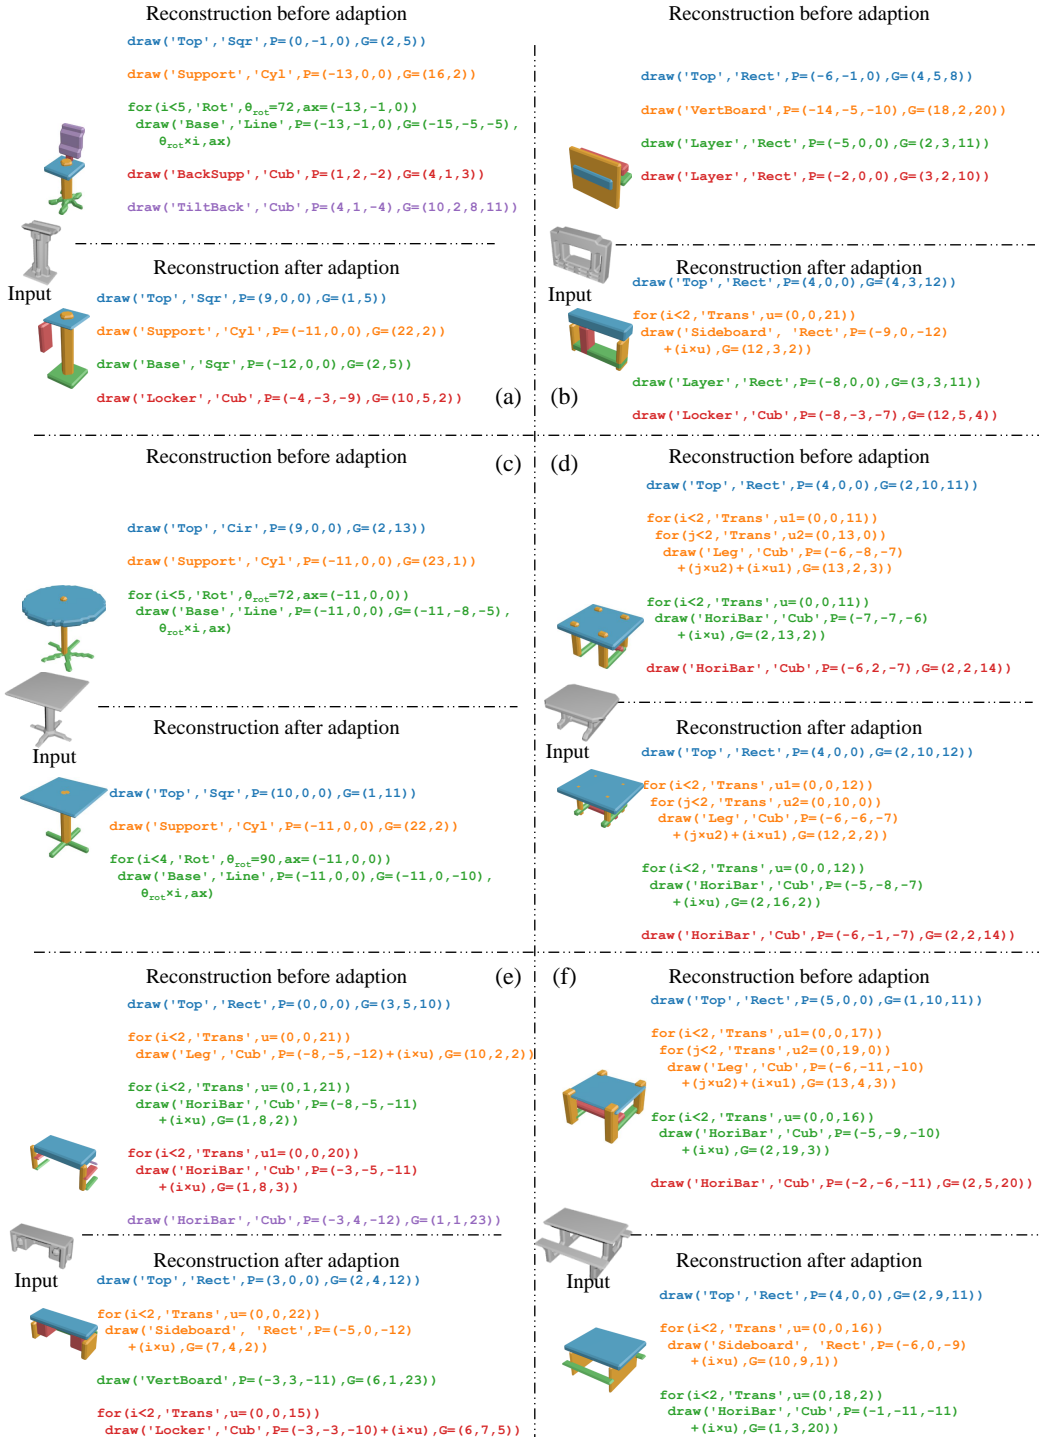 Reconstruction before adaption
draw('Top','Sqr',P=(0,-1,0),G=(2,5))
draw('Support','Cyl',P=(-13,0,0),G=(16,2))
for(i<5,'Rot',θrot=72,ax=(-13,-1,0))
draw('Base','Line',P=(-13,-1,0),G=(-15,-5,-5),
θrot×i,ax)
draw('BackSupp','Cub',P=(1,2,-2),G=(4,1,3))
draw('TiltBack','Cub',P=(4,1,-4),G=(10,2,8,11))
Input
Reconstruction after adaption
draw('Top','Sqr',P=(9,0,0),G=(1,5))
draw('Support','Cyl',P=(-11,0,0),G=(22,2))
draw('Base','Sqr',P=(-12,0,0),G=(2,5))
draw('Locker','Cub',P=(-4,-3,-9),G=(10,5,2))
(a)
Reconstruction before adaption
draw('Top','Rect',P=(-6,-1,0),G=(4,5,8))
draw('VertBoard',P=(-14,-5,-10),G=(18,2,20))
draw('Layer','Rect',P=(-5,0,0),G=(2,3,11))
draw('Layer','Rect',P=(-2,0,0),G=(3,2,10))
Input
Reconstruction after adaption
draw('Top','Rect',P=(4,0,0),G=(4,3,12)
for(i<2,'Trans',u=(0,0,21))
draw('Sideboard', 'Rect',P=(-9,0,-12)
+(i×u),G=(12,3,2))
draw('Layer','Rect',P=(-8,0,0),G=(3,3,11))
draw('Locker','Cub',P=(-8,-3,-7),G=(12,5,4))
(b)
Reconstruction before adaption
(c)
draw('Top','Cir',P=(9,0,0),G=(2,13))
draw('Support','Cyl',P=(-11,0,0),G=(23,1))
for(i<5,'Rot',θrot=72,ax=(-11,0,0))
draw('Base','Line',P=(-11,0,0),G=(-11,-8,-5),
θrot×i,ax)
Input
Reconstruction after adaption
draw('Top','Sqr',P=(10,0,0),G=(1,11))
draw('Support','Cyl',P=(-11,0,0),G=(22,2))
for(i<4,'Rot',θrot=90,ax=(-11,0,0))
draw('Base','Line',P=(-11,0,0),G=(-11,0,-10),
θrot×i,ax)
(d)
Reconstruction before adaption
draw('Top','Rect',P=(4,0,0),G=(2,10,11))
for(i<2,'Trans',u1=(0,0,11))
for(j<2,'Trans',u2=(0,13,0))
draw('Leg','Cub',P=(-6,-8,-7)
+(j×u2)+(i×u1),G=(13,2,3))
for(i<2,'Trans',u=(0,0,11))
draw('HoriBar','Cub',P=(-7,-7,-6)
+(i×u),G=(2,13,2))
draw('HoriBar','Cub',P=(-6,2,-7),G=(2,2,14))
Input
Reconstruction after adaption
draw('Top','Rect',P=(4,0,0),G=(2,10,12))
for(i<2,'Trans',u1=(0,0,12))
for(j<2,'Trans',u2=(0,10,0))
draw('Leg','Cub',P=(-6,-6,-7)
+(j×u2)+(i×u1),G=(12,2,2))
for(i<2,'Trans',u=(0,0,12))
draw('HoriBar','Cub',P=(-5,-8,-7)
+(i×u),G=(2,16,2))
draw('HoriBar','Cub',P=(-6,-1,-7),G=(2,2,14))
Reconstruction before adaption
(e)
draw('Top','Rect',P=(0,0,0),G=(3,5,10))
for(i<2,'Trans',u=(0,0,21))
draw('Leg','Cub',P=(-8,-5,-12)+(i×u),G=(10,2,2))
for(i<2,'Trans',u=(0,1,21))
draw('HoriBar','Cub',P=(-8,-5,-11)
+(i×u),G=(1,8,2))
for(i<2,'Trans',u1=(0,0,20))
draw('HoriBar','Cub',P=(-3,-5,-11)
+(i×u),G=(1,8,3))
draw('HoriBar','Cub',P=(-3,4,-12),G=(1,1,23))
Input
Reconstruction after adaption
draw('Top','Rect',P=(3,0,0),G=(2,4,12))
for(i<2,'Trans',u=(0,0,22))
draw('Sideboard', 'Rect',P=(-5,0,-12)
+(i×u),G=(7,4,2))
draw('VertBoard',P=(-3,3,-11),G=(6,1,23))
for(i<2,'Trans',u=(0,0,15))
draw('Locker','Cub',P=(-3,-3,-10)+(i×u),G=(6,7,5))
(f)
Reconstruction before adaption
draw('Top','Rect',P=(5,0,0),G=(1,10,11))
for(i<2,'Trans',u1=(0,0,17))
for(j<2,'Trans',u2=(0,19,0))
draw('Leg','Cub',P=(-6,-11,-10)
+(j×u2)+(i×u1),G=(13,4,3))
for(i<2,'Trans',u=(0,0,16))
draw('HoriBar','Cub',P=(-5,-9,-10)
+(i×u),G=(2,19,3))
draw('HoriBar','Cub',P=(-2,-6,-11),G=(2,5,20))
Input
Reconstruction after adaption
draw('Top','Rect',P=(4,0,0),G=(2,9,11))
for(i<2,'Trans',u=(0,0,16))
draw('Sideboard', 'Rect',P=(-6,0,-9)
+(i×u),G=(10,9,1))
for(i<2,'Trans',u=(0,18,2))
draw('HoriBar','Cub',P=(-1,-11,-11)
+(i×u),G=(1,3,20))